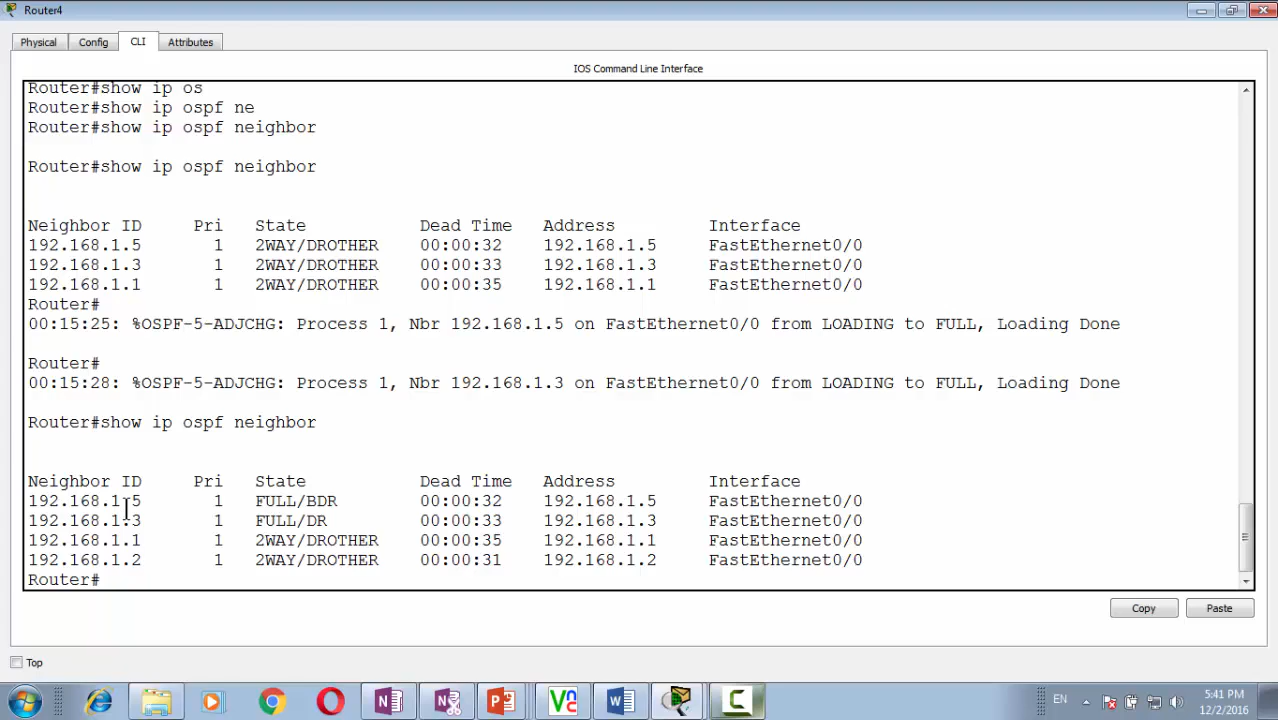 Router4
Physical Config CLI Attributes
IOS Command Line Interface
Router#show ip os
Router#show ip ospf ne
Router#show ip ospf neighbor
Router#show ip ospf neighbor
Neighbor ID Pri State Dead Time Address Interface
192.168.1.5 1 2WAY/DROTHER 00:00:32 192.168.1.5 FastEthernet0/0
192.168.1.3 1 2WAY/DROTHER 00:00:33 192.168.1.3 FastEthernet0/0
192.168.1.1 1 2WAY/DROTHER 00:00:35 192.168.1.1 FastEthernet0/0
Router#
00:15:25: %OSPF-5-ADJCHG: Process 1, Nbr 192.168.1.5 on FastEthernet0/0 from LOADING to FULL, Loading Done
Router#
00:15:28: %OSPF-5-ADJCHG: Process 1, Nbr 192.168.1.3 on FastEthernet0/0 from LOADING to FULL, Loading Done
Router#show ip ospf neighbor
Neighbor ID Pri State Dead Time Address Interface
192.168.1.5 1 FULL/BDR 00:00:32 192.168.1.5 FastEthernet0/0
192.168.1.3 1 FULL/DR 00:00:33 192.168.1.3 FastEthernet0/0
192.168.1.1 1 2WAY/DROTHER 00:00:35 192.168.1.1 FastEthernet0/0
192.168.1.2 1 2WAY/DROTHER 00:00:31 192.168.1.2 FastEthernet0/0
Router#
Copy Paste
Top
EN
5:41 PM
12/2/2016